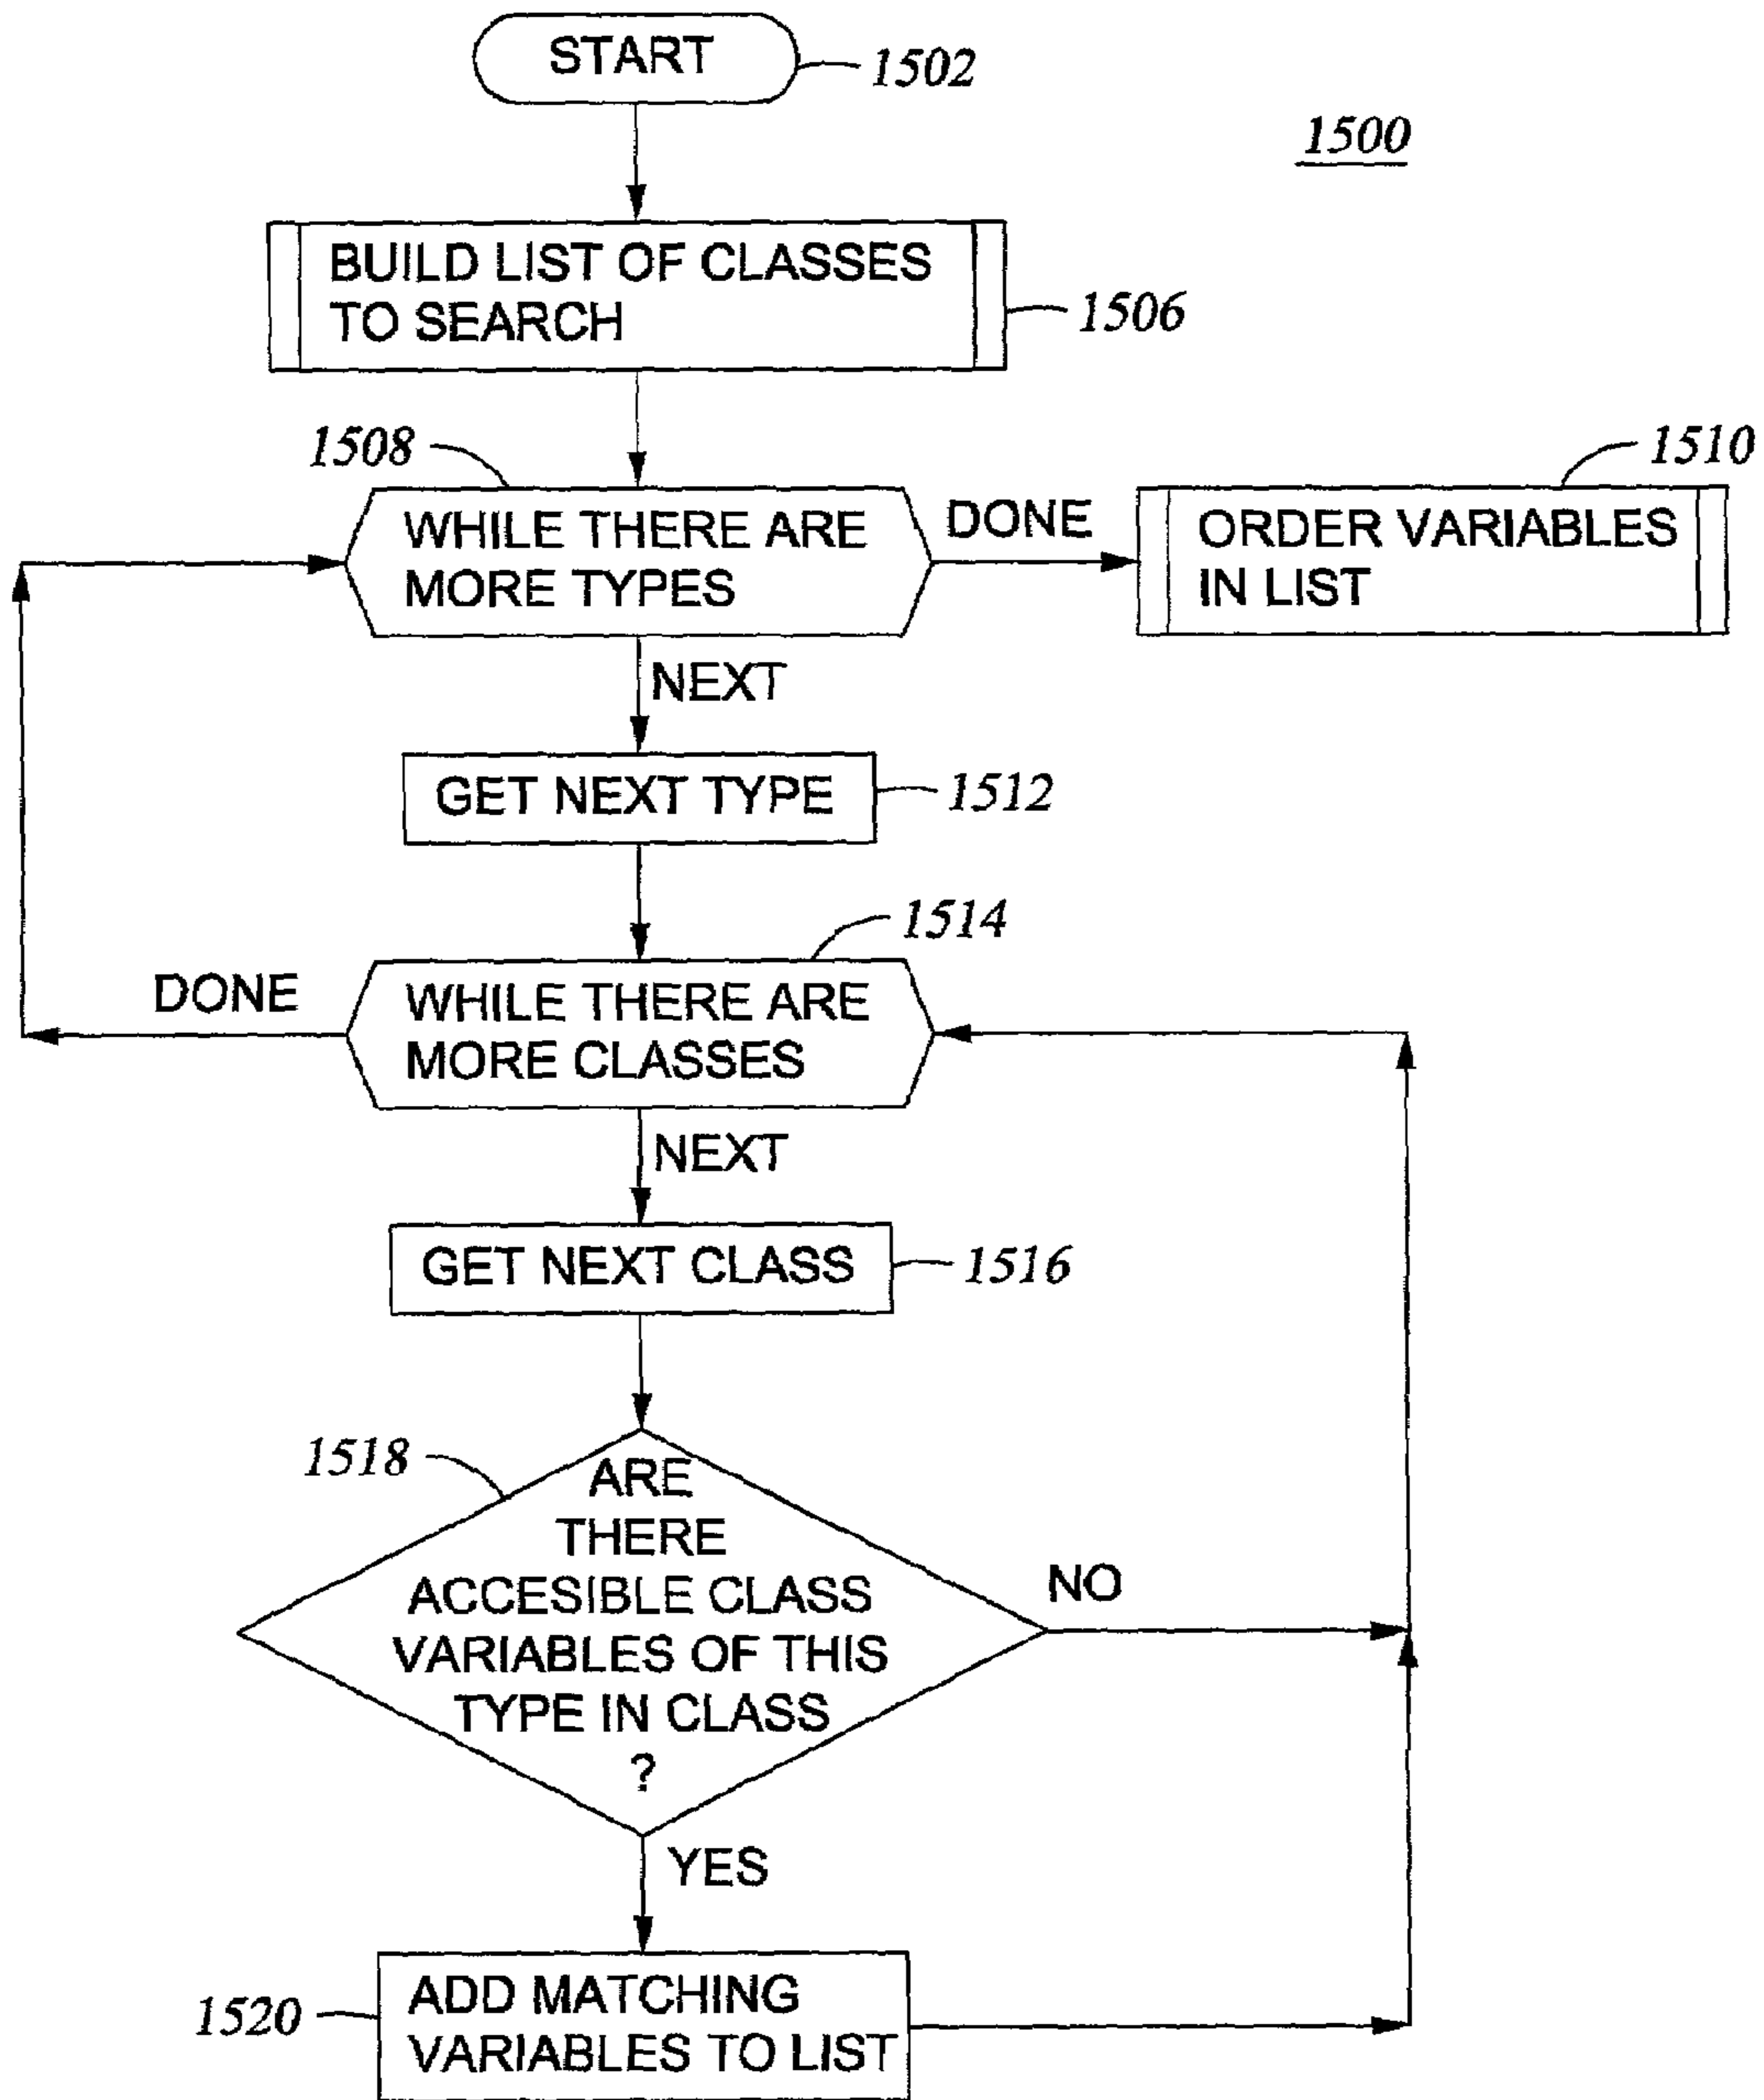 START
1502
1500
BUILD LIST OF CLASSES
TO SEARCH
1506
1508
1510
WHILE THERE ARE
MORE TYPES
DONE
ORDER VARIABLES
IN LIST
NEXT
GET NEXT TYPE
1512
1514
DONE
WHILE THERE ARE
MORE CLASSES
NEXT
GET NEXT CLASS
1516
1518
ARE
THERE
ACCESIBLE CLASS
VARIABLES OF THIS
TYPE IN CLASS
?
NO
YES
1520
ADD MATCHING
VARIABLES TO LIST